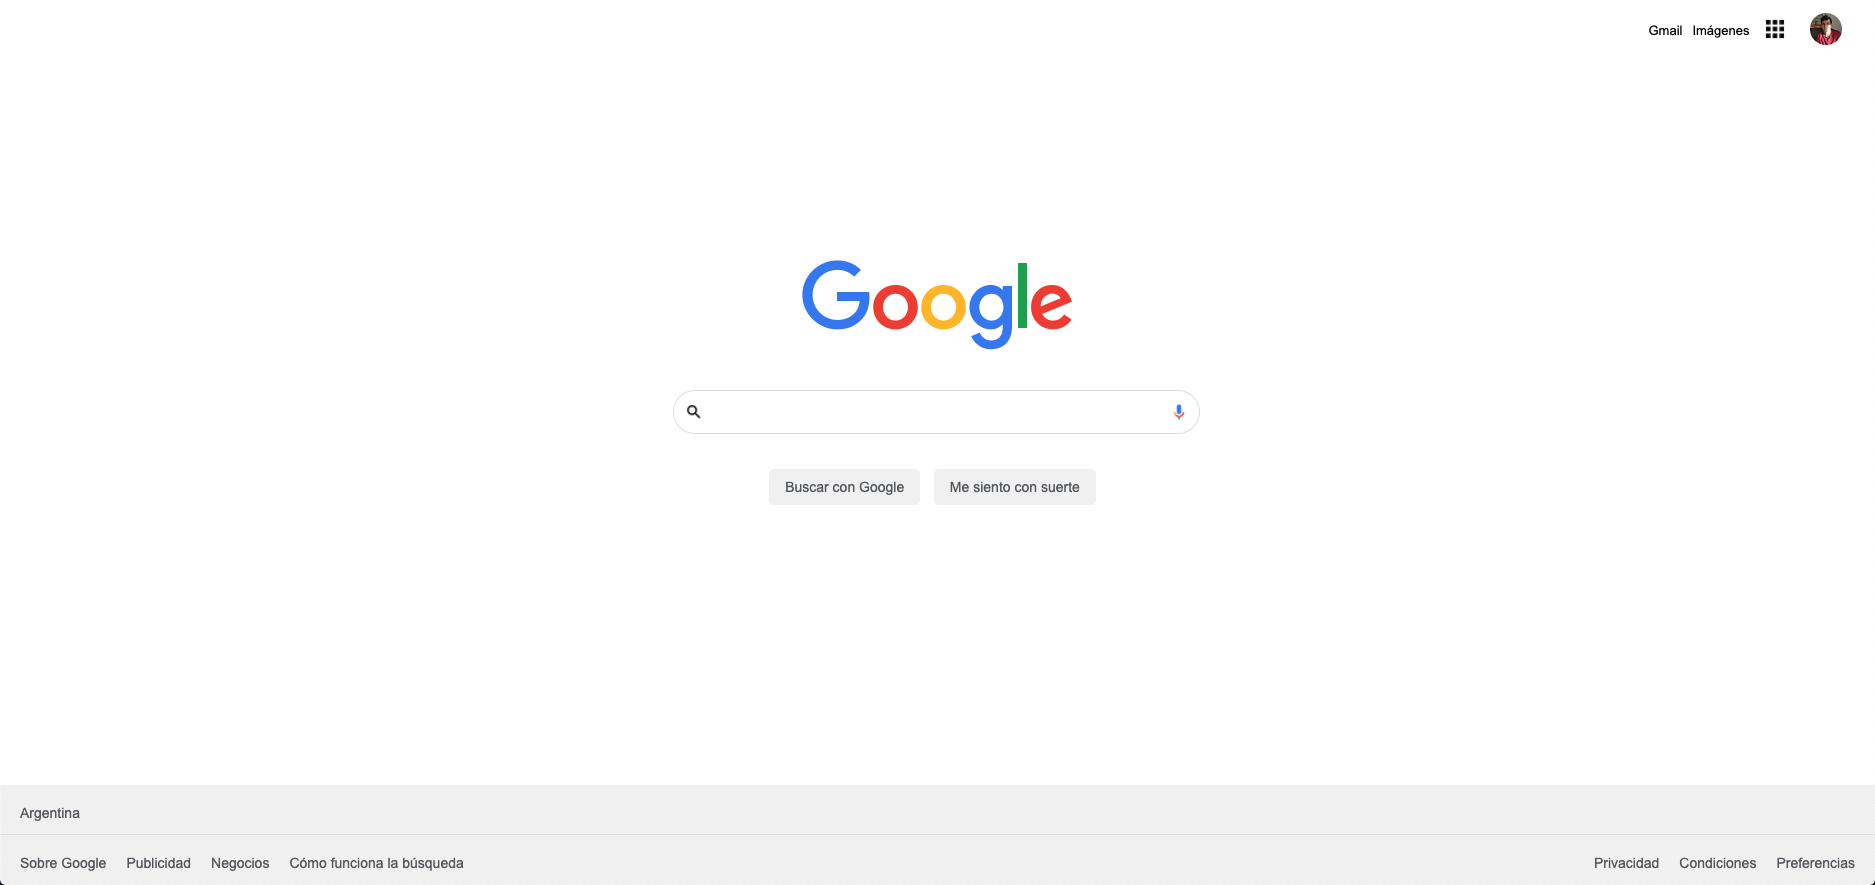 Gmail Imágenes
Google
Buscar con Google Me siento con suerte
Argentina
Sobre Google Publicidad Negocios Cómo funciona la búsqueda Privacidad Condiciones Preferencias